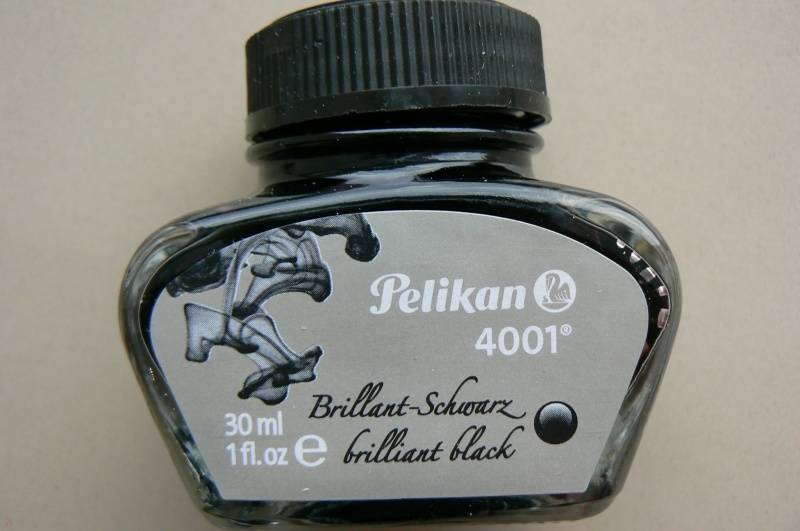 Pelikan
4001®
Brillant-Schwarz
brilliant black
30 ml
1 fl. oz ℮